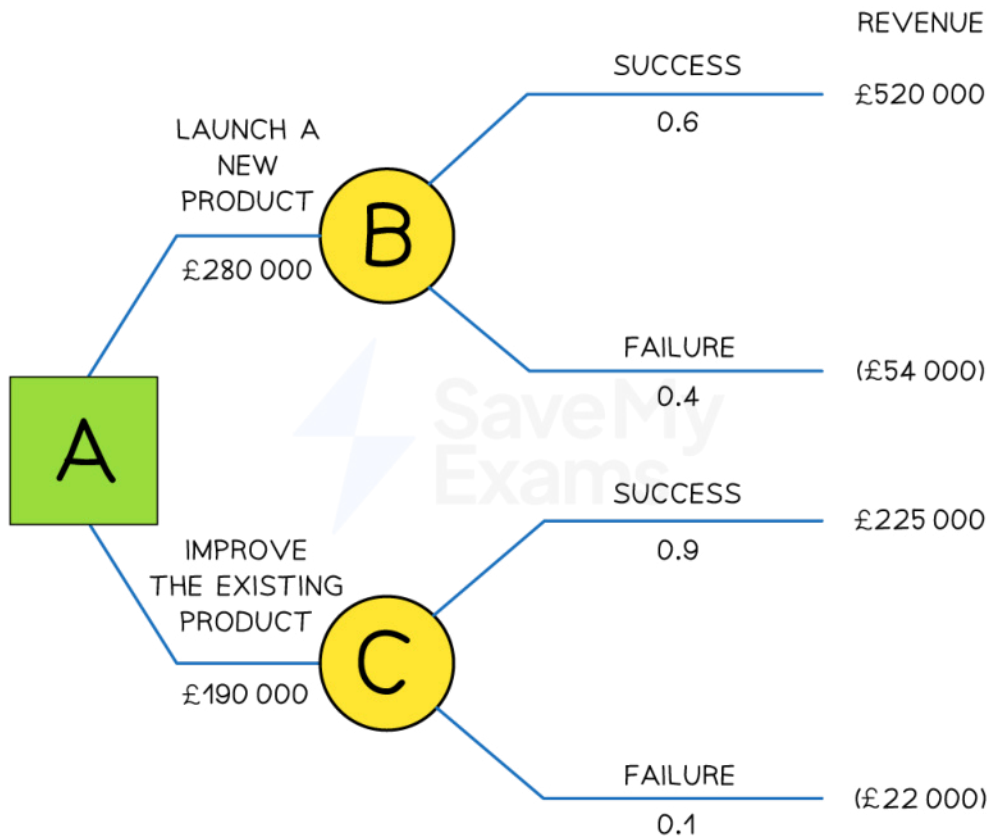 REVENUE
SUCCESS
£520 000
0.6
LAUNCH A
NEW
PRODUCT
B
£280 000
FAILURE
(£54 000)
0.4
SaveMy
Exams
A
SUCCESS
£225 000
0.9
IMPROVE
THE EXISTING
PRODUCT
C
£190 000
FAILURE
(£22 000)
0.1